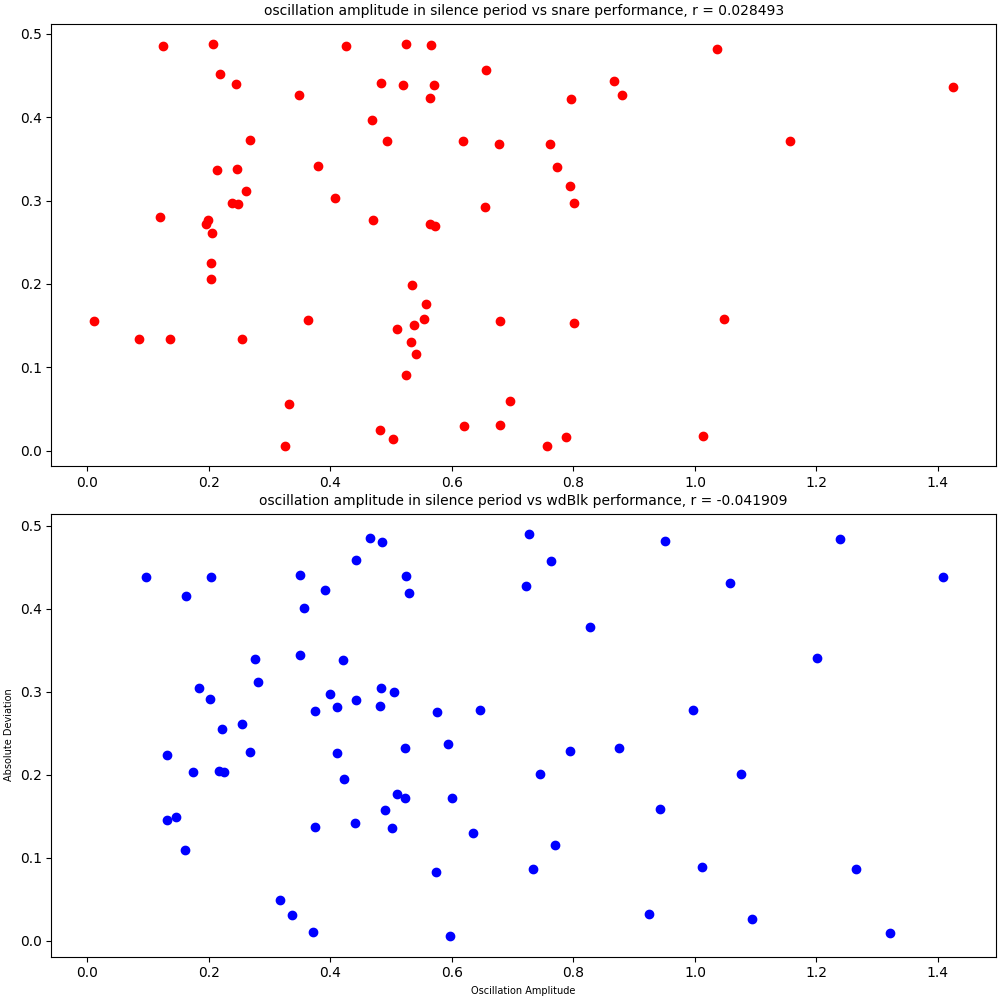 oscillation amplitude in silence period vs snare performance, r = 0.028493
0.5
0.4
0.3
0.2
0.1
0.0
0.0 0.2 0.4 0.6 0.8 1.0 1.2 1.4
oscillation amplitude in silence period vs wdBlk performance, r = -0.041909
0.5
0.4
0.3
0.2
0.1
0.0
Absolute Deviation
0.0 0.2 0.4 0.6 0.8 1.0 1.2 1.4
Oscillation Amplitude